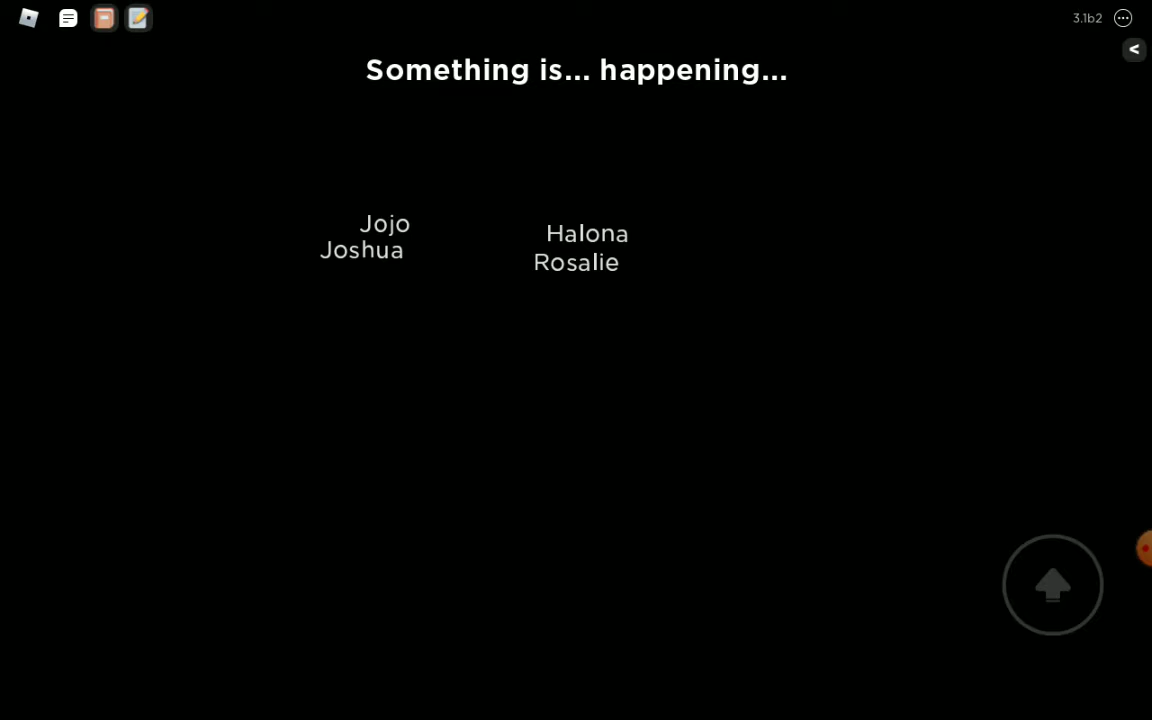 3.1b2
<
Something is... happening...
Jojo
Joshua
Halona
Rosalie